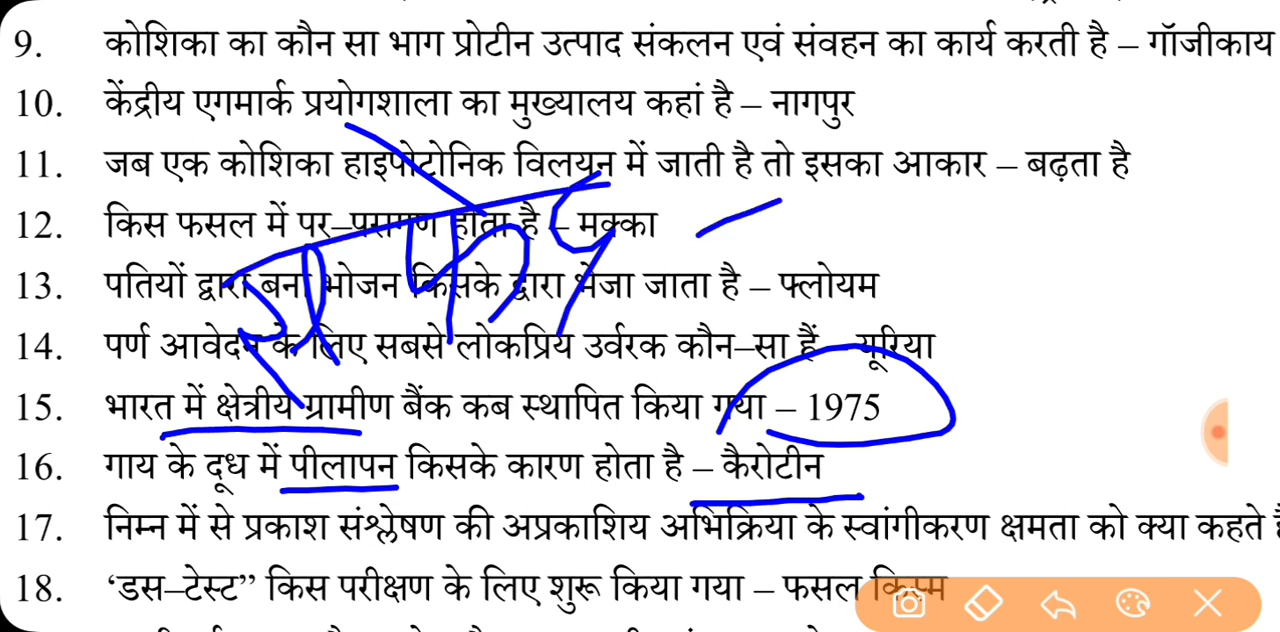 9. कोशिका का कौन सा भाग प्रोटीन उत्पाद संकलन एवं संवहन का कार्य करती है – गॉजीकाय
10. केंद्रीय एगमार्क प्रयोगशाला का मुख्यालय कहां है – नागपुर
11. जब एक कोशिका हाइपोटोनिक विलयन में जाती है तो इसका आकार – बढ़ता है
12. किस फसल में पर–परागण होता है – मक्का
13. पतियों द्वारा बना भोजन किसके द्वारा भेजा जाता है – फ्लोयम
14. पर्ण आवेदन के लिए सबसे लोकप्रिय उर्वरक कौन–सा हैं – यूरिया
15. भारत में क्षेत्रीय ग्रामीण बैंक कब स्थापित किया गया – 1975
16. गाय के दूध में पीलापन किसके कारण होता है – कैरोटीन
17. निम्न में से प्रकाश संश्लेषण की अप्रकाशिय अभिक्रिया के स्वांगीकरण क्षमता को क्या कहते
18. ‘डस–टेस्ट” किस परीक्षण के लिए शुरू किया गया – फसल किस्म